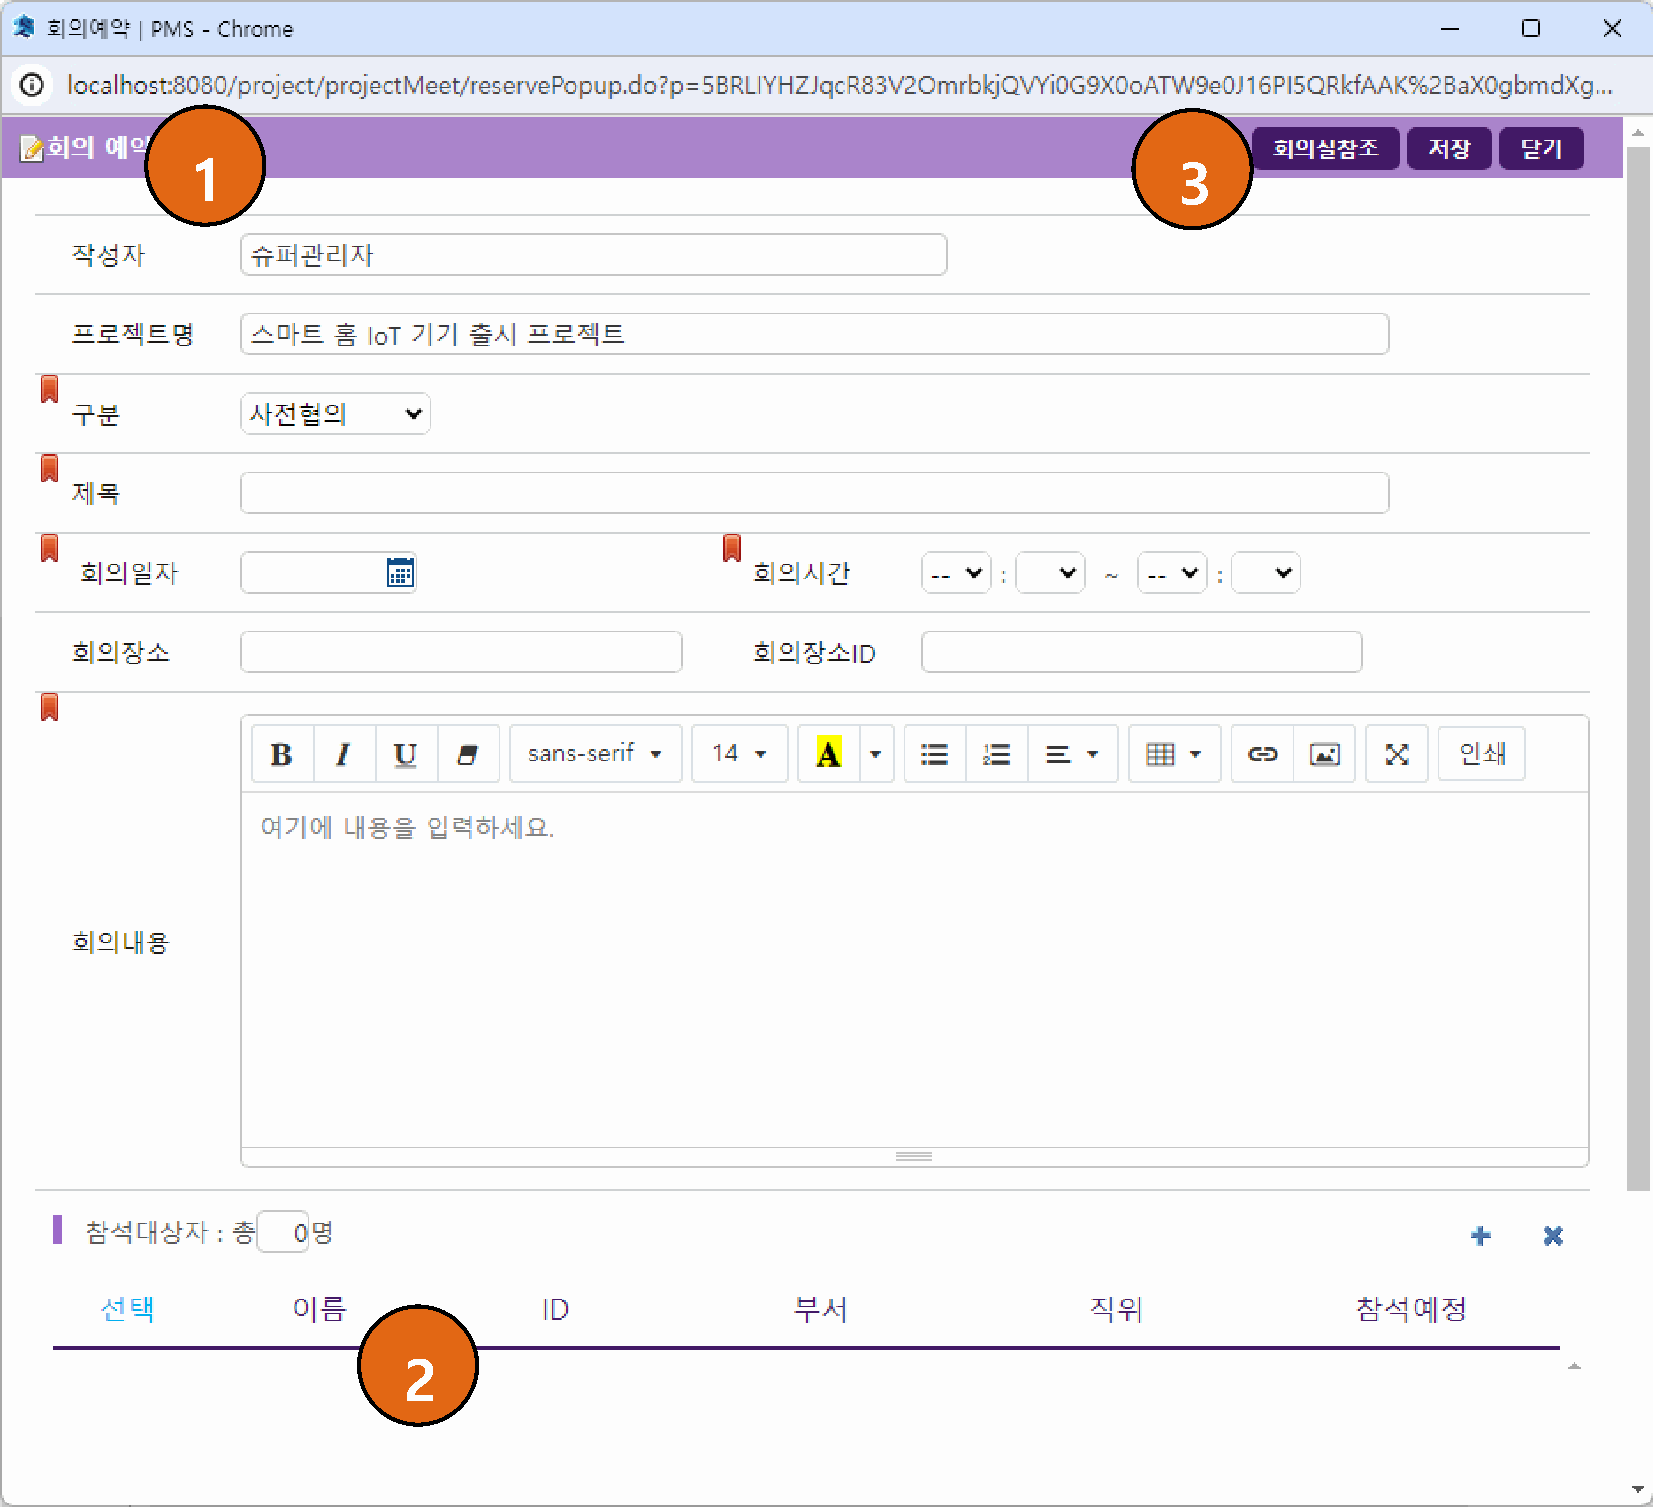 회의예약 | PMS - Chrome
localhost:8080/project/projectMeet/reservePopup.do?p=5BRLIYHZJqcR83V2OmrbkjQVYi0G9X0oATW9e0J16PI5QRkfAAK%2BaX0gbmdXg...
회의 예약 1 3 회의실참조 저장 닫기
작성자 슈퍼관리자
프로젝트명 스마트 홈 IoT 기기 출시 프로젝트
구분 사전협의
제목
회의일자 회의시간 -- : ~ -- :
회의장소 회의장소ID
B I U sans-serif 14 A 인쇄
여기에 내용을 입력하세요.
회의내용
참석대상자 : 총 0명
선택 이름 ID 부서 직위 참석예정
2